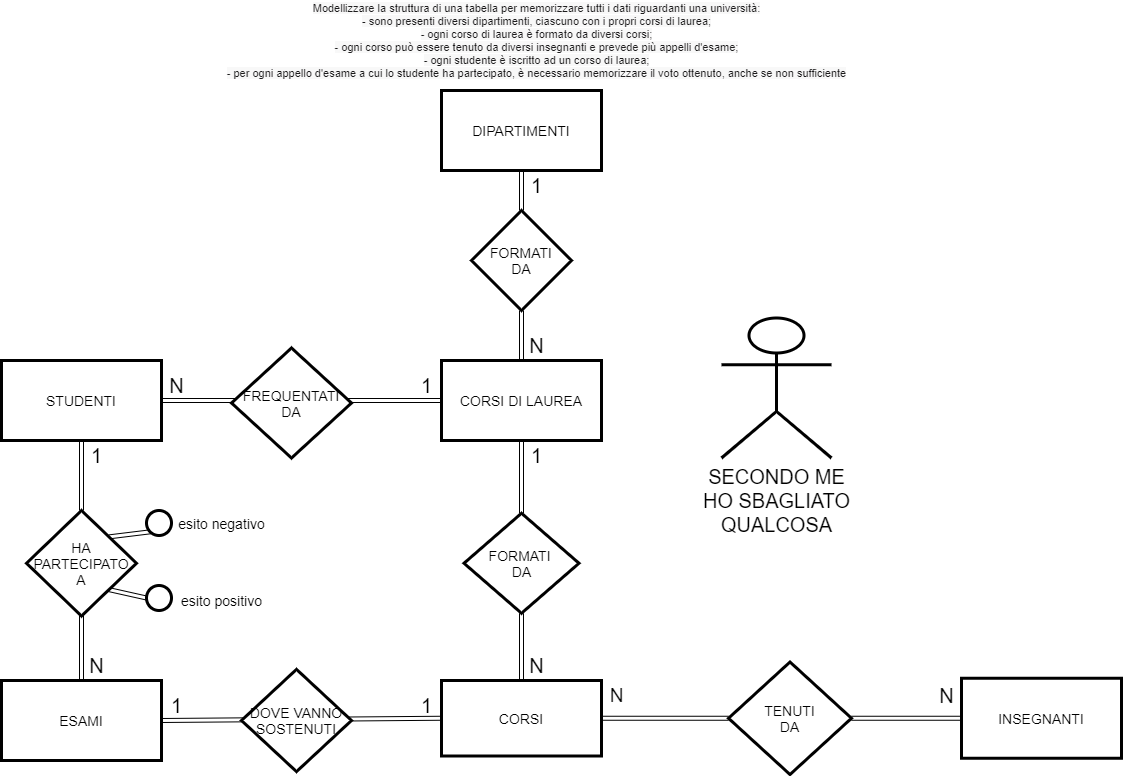 Modellizzare la struttura di una tabella per memorizzare tutti i dati riguardanti una università:
- sono presenti diversi dipartimenti, ciascuno con i propri corsi di laurea;
- ogni corso di laurea è formato da diversi corsi;
- ogni corso può essere tenuto da diversi insegnanti e prevede più appelli d'esame;
- ogni studente è iscritto ad un corso di laurea;
- per ogni appello d'esame a cui lo studente ha partecipato, è necessario memorizzare il voto ottenuto, anche se non sufficiente
DIPARTIMENTI
1
FORMATI
DA
N
STUDENTI
N
FREQUENTATI
DA
1
CORSI DI LAUREA
1
1
SECONDO ME
HO SBAGLIATO
QUALCOSA
HA
PARTECIPATO
A
esito negativo
esito positivo
FORMATI
DA
N
N
ESAMI
1
DOVE VANNO
SOSTENUTI
1
CORSI
N
TENUTI
DA
N
INSEGNANTI